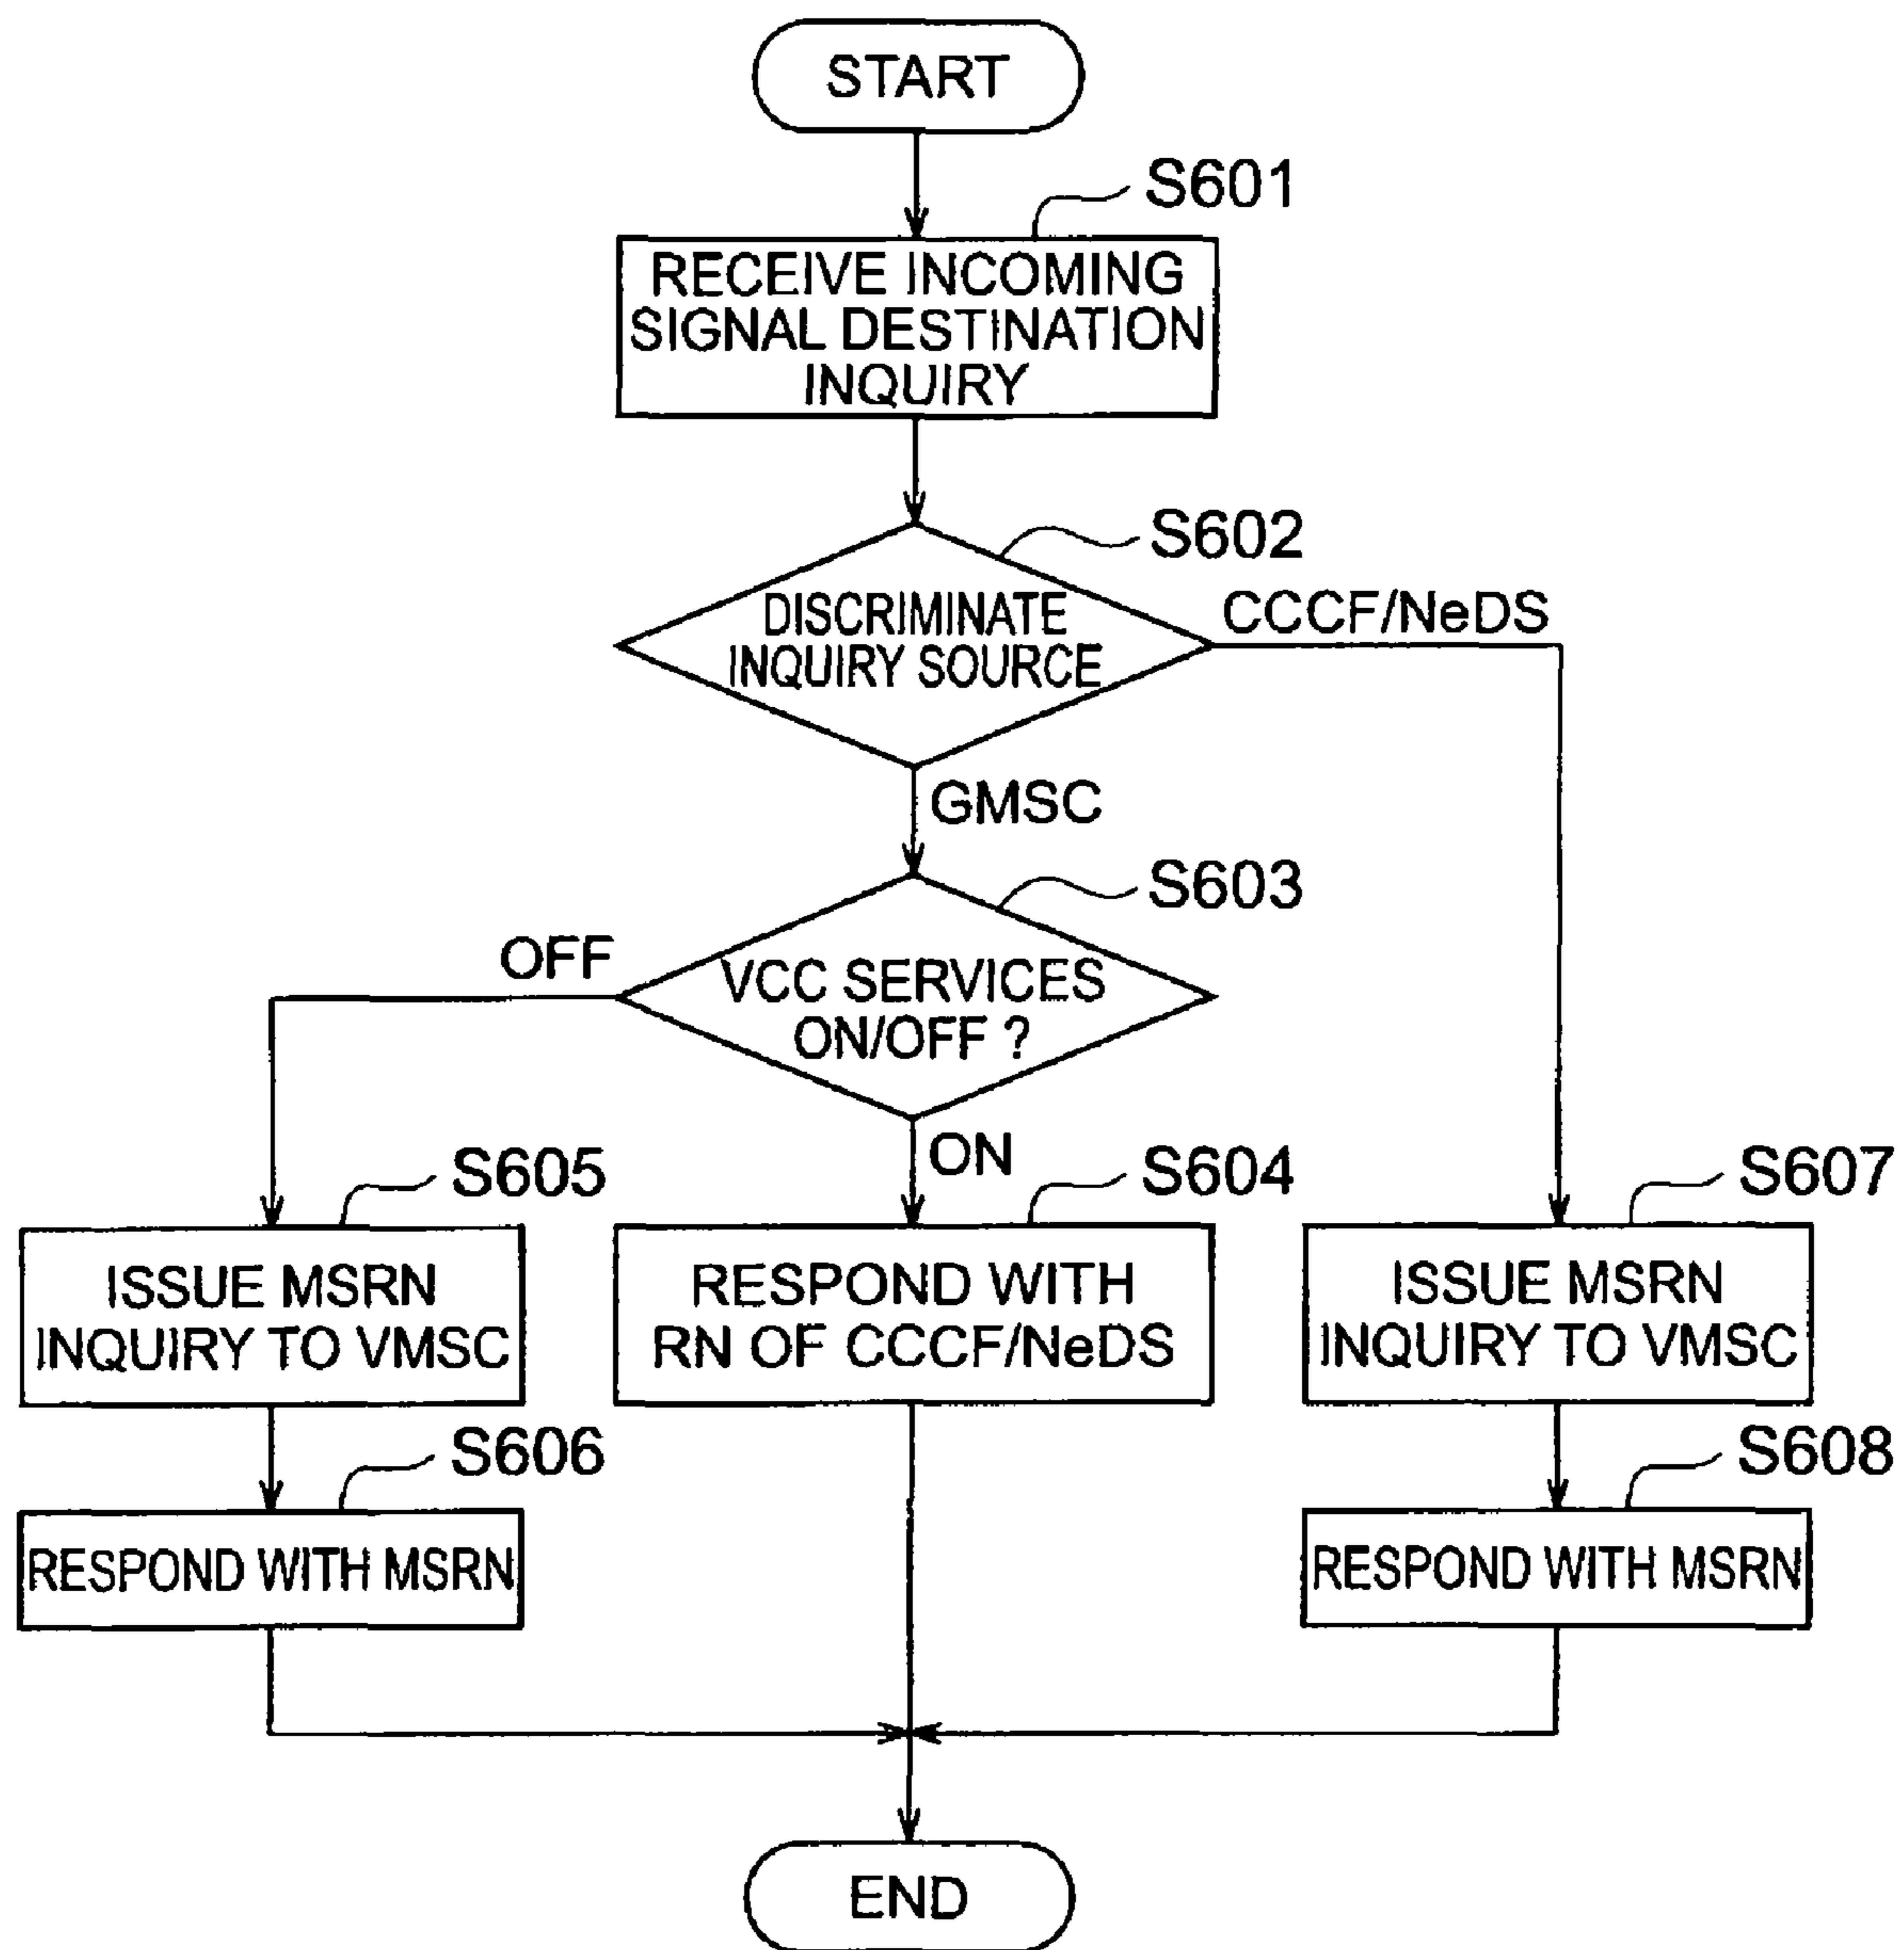 START
S601
RECEIVE INCOMING
SIGNAL DESTINATION
INQUIRY
S602
DISCRIMINATE
INQUIRY SOURCE
CCCF/NeDS
GMSC
S603
OFF
VCC SERVICES
ON/OFF ?
ON
S605
S604
S607
ISSUE MSRN
INQUIRY TO VMSC
RESPOND WITH
RN OF CCCF/NeDS
ISSUE MSRN
INQUIRY TO VMSC
S606
S608
RESPOND WITH MSRN
RESPOND WITH MSRN
END